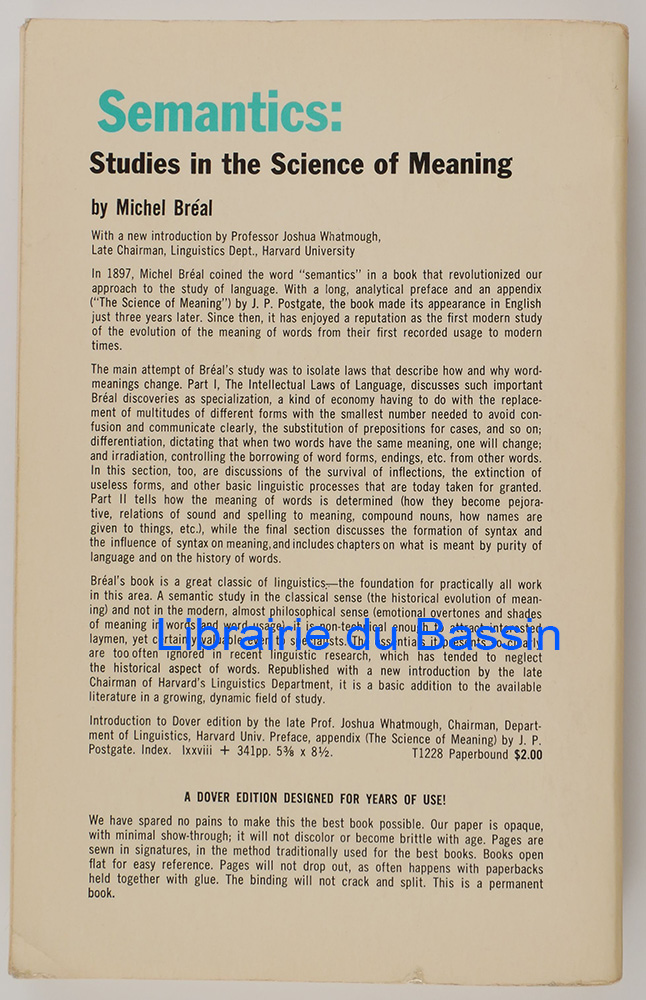 Semantics:
Studies in the Science of Meaning
by Michel Bréal
With a new introduction by Professor Joshua Whatmough,
Late Chairman, Linguistics Dept., Harvard University
In 1897, Michel Bréal coined the word "semantics" in a book that revolutionized our
approach to the study of language. With a long, analytical preface and an appendix
("The Science of Meaning") by J. P. Postgate, the book made its appearance in English
just three years later. Since then, it has enjoyed a reputation as the first modern study
of the evolution of the meaning of words from their first recorded usage to modern
times.
The main attempt of Bréal's study was to isolate laws that describe how and why word-
meanings change. Part I, The Intellectual Laws of Language, discusses such important
Bréal discoveries as specialization, a kind of economy having to do with the replace-
ment of multitudes of different forms with the smallest number needed to avoid con-
fusion and communicate clearly, the substitution of prepositions for cases, and so on;
differentiation, dictating that when two words have the same meaning, one will change;
and irradiation, controlling the borrowing of word forms, endings, etc. from other words.
In this section, too, are discussions of the survival of inflections, the extinction of
useless forms, and other basic linguistic processes that are today taken for granted.
Part II tells how the meaning of words is determined (how they become pejora-
tive, relations of sound and spelling to meaning, compound nouns, how names are
given to things, etc.), while the final section discusses the formation of syntax and
the influence of syntax on meaning, and includes chapters on what is meant by purity of
language and on the history of words.
Bréal's book is a great classic of linguistics—the foundation for practically all work
in this area. A semantic study in the classical sense (the historical evolution of mean-
ing) and not in the modern, almost philosophical sense (emotional overtones and shades
of meaning in words and word usage), it is non-technical enough to attract interested
laymen, yet certainly valuable even to specialists. The essentials it presents so clearly
are too often ignored in recent linguistic research, which has tended to neglect
the historical aspect of words. Republished with a new introduction by the late
Chairman of Harvard's Linguistics Department, it is a basic addition to the available
literature in a growing, dynamic field of study.
Librairie du Bassin
Introduction to Dover edition by the late Prof. Joshua Whatmough, Chairman, Depart-
ment of Linguistics, Harvard Univ. Preface, appendix (The Science of Meaning) by J. P.
Postgate. Index. lxxviii + 341pp. 5⅜ x 8½. T1228 Paperbound $2.00
A DOVER EDITION DESIGNED FOR YEARS OF USE!
We have spared no pains to make this the best book possible. Our paper is opaque,
with minimal show-through; it will not discolor or become brittle with age. Pages are
sewn in signatures, in the method traditionally used for the best books. Books open
flat for easy reference. Pages will not drop out, as often happens with paperbacks
held together with glue. The binding will not crack and split. This is a permanent
book.